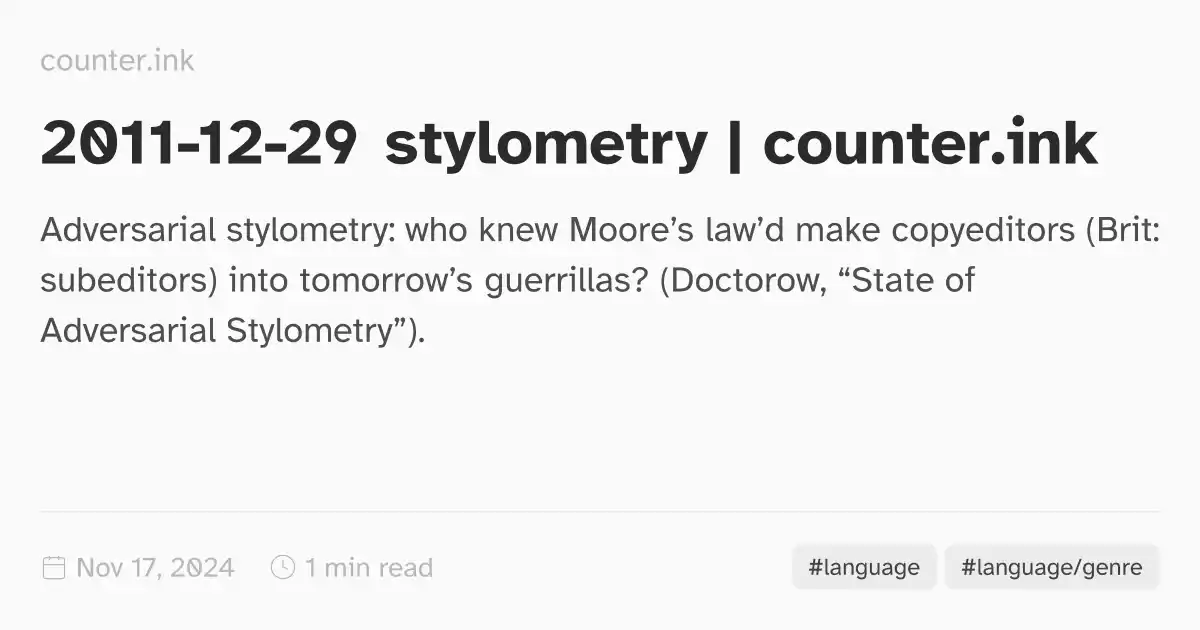 counter.ink
2011-12-29 stylometry | counter.ink
Adversarial stylometry: who knew Moore’s law’d make copyeditors (Brit:
subeditors) into tomorrow’s guerrillas? (Doctorow, “State of
Adversarial Stylometry”).
Nov 17, 2024 1 min read #language #language/genre